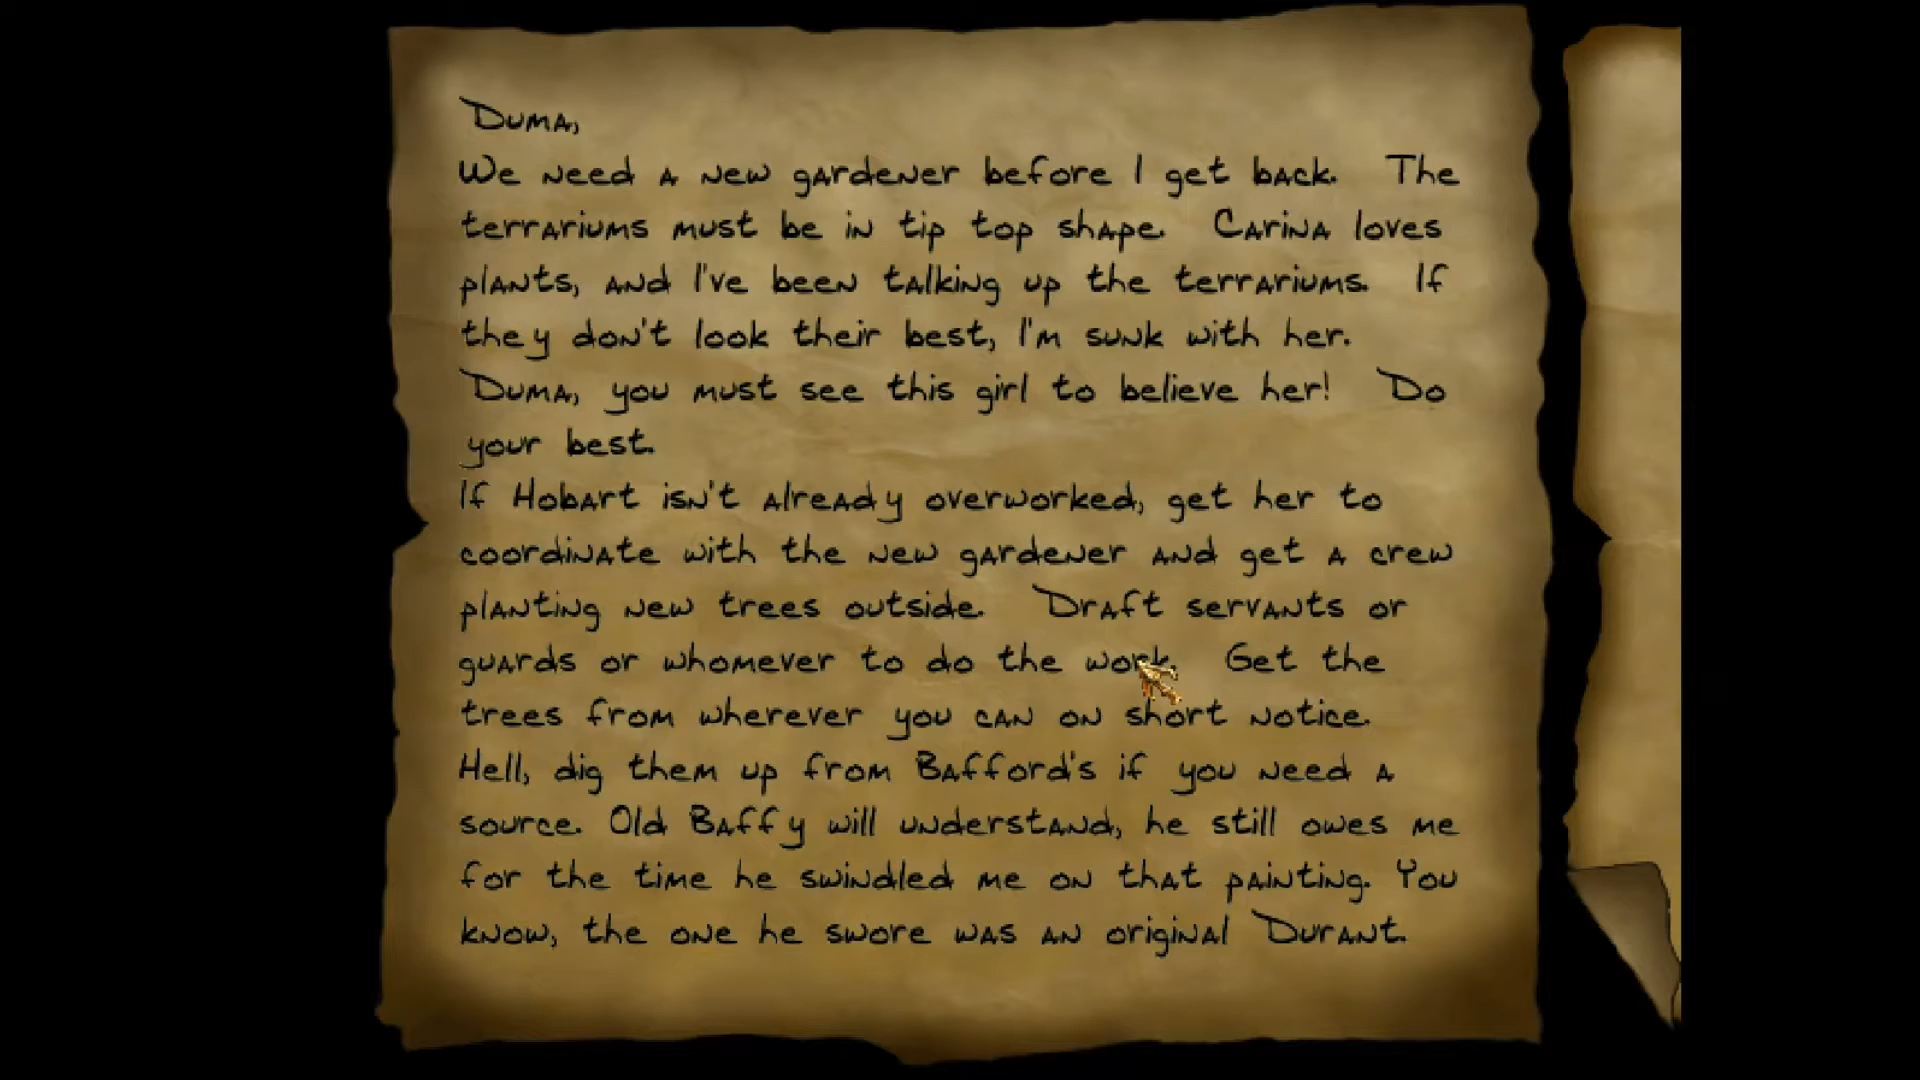 Duma,
We need a new gardener before I get back. The
terrariums must be in tip top shape. Carina loves
plants, and I've been talking up the terrariums. If
they don't look their best, I'm sunk with her.
Duma, you must see this girl to believe her! Do
your best.
If Hobart isn't already overworked, get her to
coordinate with the new gardener and get a crew
planting new trees outside. Draft servants or
guards or whomever to do the work. Get the
trees from wherever you can on short notice.
Hell, dig them up from Bafford's if you need a
source. Old Baffy will understand, he still owes me
for the time he swindled me on that painting. You
know, the one he swore was an original Durant.